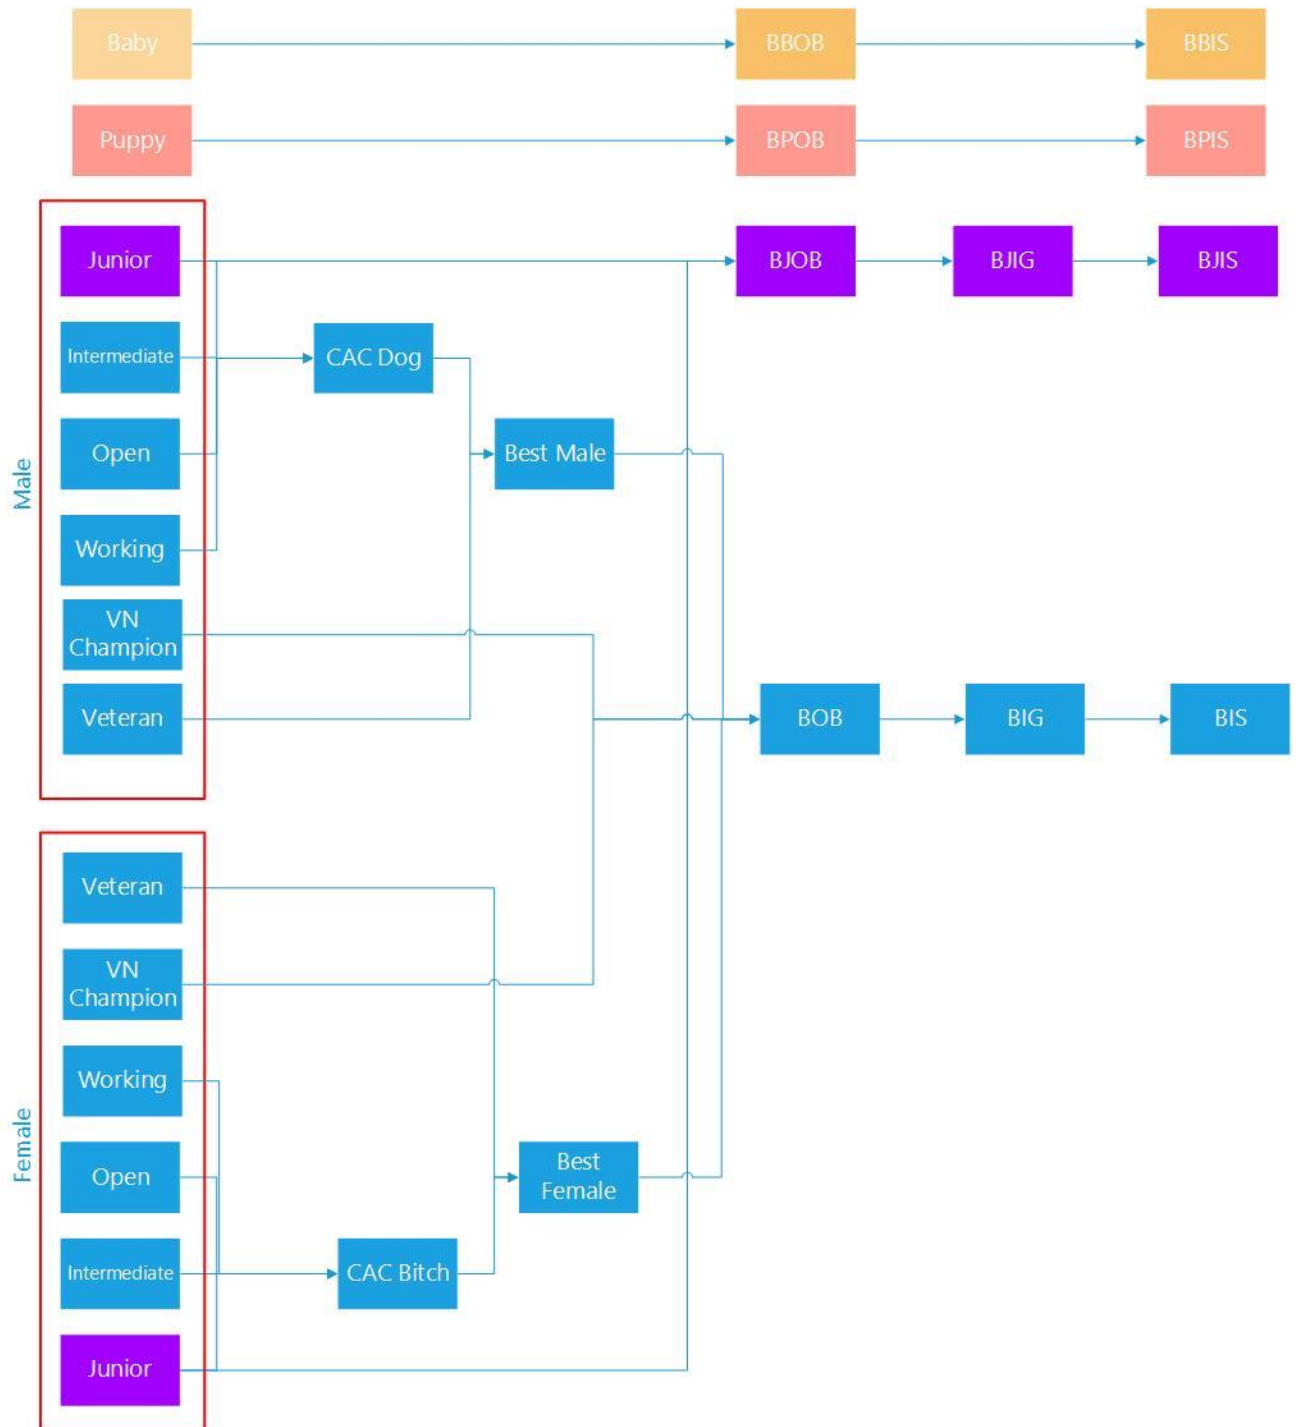 Baby
BBOB
BBIS
Puppy
BPOB
BPIS
Male
Junior
BJOB
BJIG
BJIS
Intermediate
CAC Dog
Open
Best Male
Working
VN
Champion
Veteran
BOB
BIG
BIS
Female
Veteran
VN
Champion
Working
Open
Best
Female
Intermediate
CAC Bitch
Junior